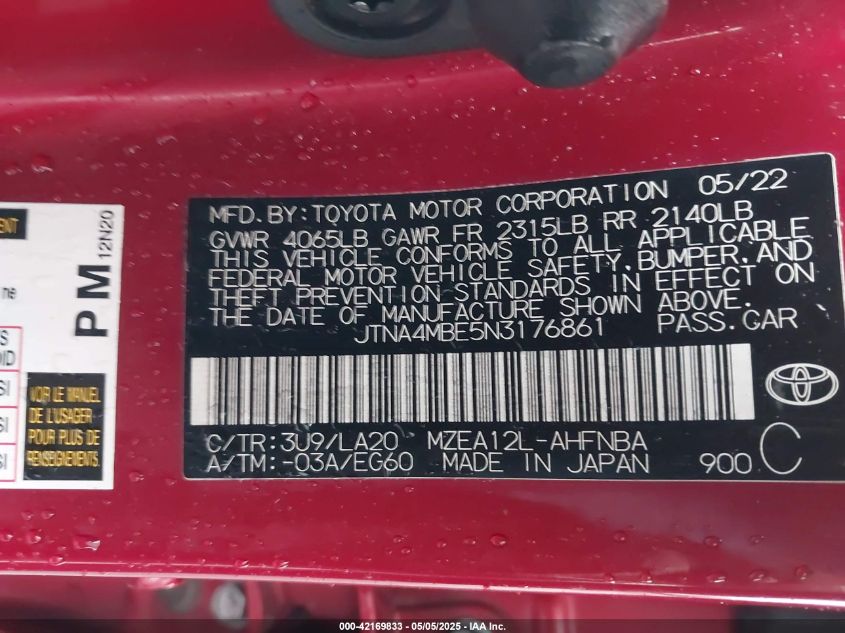 MFD. BY: TOYOTA MOTOR CORPORATION 05/22
GVWR 4065LB GAWR FR 2315LB RR 2140LB
THIS VEHICLE CONFORMS TO ALL APPLICABLE
FEDERAL MOTOR VEHICLE SAFETY, BUMPER, AND
THEFT PREVENTION STANDARDS IN EFFECT ON
THE DATE OF MANUFACTURE SHOWN ABOVE.
JTNA4MBE5N3176861 PASS. CAR
C/TR: 3U9/LA20 MZEA12L-AHFNBA
A/TM: -03A/EG60 MADE IN JAPAN 900 C
PM
12N20
VOIR LE MANUEL
DE L'USAGER
POUR PLUS DE
RENSEIGNEMENTS
000-42169833 - 05/05/2025 - IAA Inc.